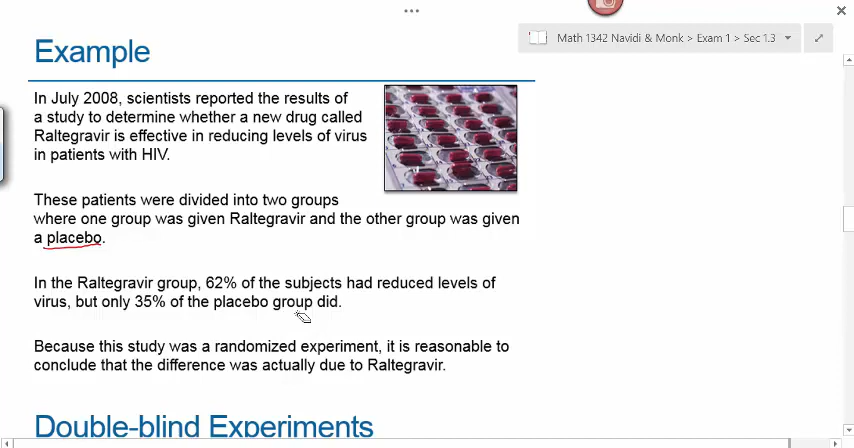 Math 1342 Navidi & Monk > Exam 1 > Sec 1.3
Example
In July 2008, scientists reported the results of
a study to determine whether a new drug called
Raltegravir is effective in reducing levels of virus
in patients with HIV.
These patients were divided into two groups
where one group was given Raltegravir and the other group was given
a placebo.
In the Raltegravir group, 62% of the subjects had reduced levels of
virus, but only 35% of the placebo group did.
Because this study was a randomized experiment, it is reasonable to
conclude that the difference was actually due to Raltegravir.
Double-blind Experiments